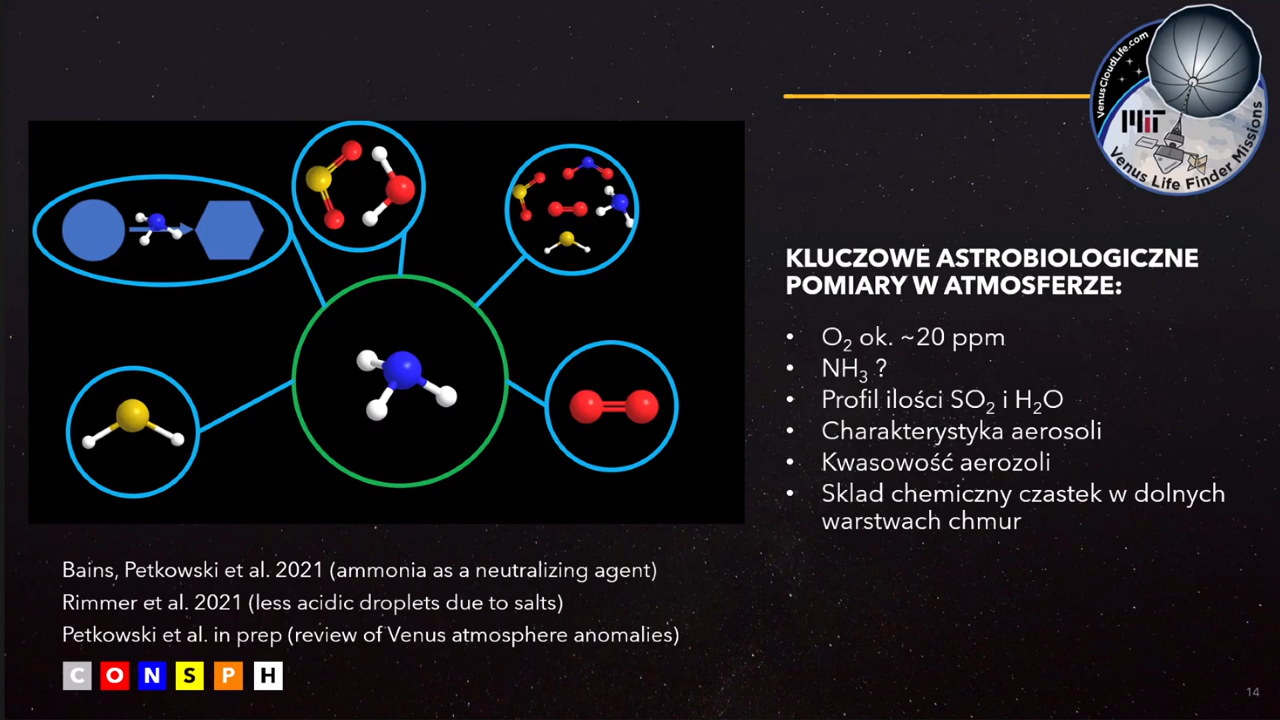 VenusCloudLife.com
MIT
Venus Life Finder Missions
KLUCZOWE ASTROBIOLOGICZNE
POMIARY W ATMOSFERZE:
• O₂ ok. ~20 ppm
• NH₃ ?
• Profil ilości SO₂ i H₂O
• Charakterystyka aerosoli
• Kwasowość aerozoli
• Sklad chemiczny czastek w dolnych
warstwach chmur
Bains, Petkowski et al. 2021 (ammonia as a neutralizing agent)
Rimmer et al. 2021 (less acidic droplets due to salts)
Petkowski et al. in prep (review of Venus atmosphere anomalies)
C O N S P H
14